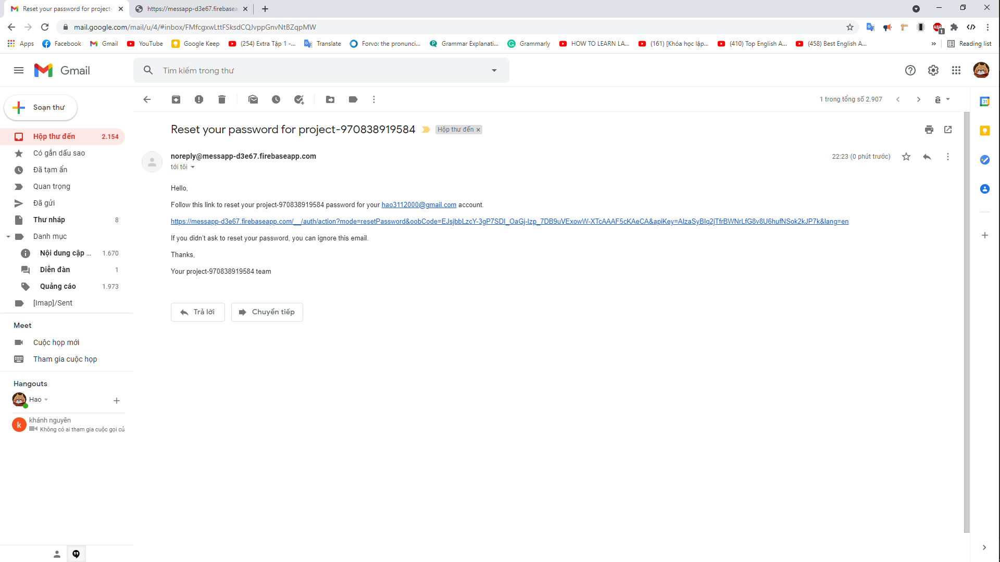 Reset your password for project-9
https://messapp-d3e67.firebasea
mail.google.com/mail/u/4/#inbox/FMfcgxwLttFSksdCQJvppGnvNtBZqpMW
ABP
1
Apps
Facebook
Gmail
YouTube
Google Keep
(254) Extra Tập 1 -...
Translate
Forvo: the pronunci...
Grammar Explanati...
Grammarly
HOW TO LEARN LA...
(161) [Khóa học lập...
(410) Top English A...
(458) Best English A...
»
Reading list
Gmail
Tìm kiếm trong thư
Soạn thư
1 trong tổng số 2.907
ê
31
Hộp thư đến 2.154
Có gắn dấu sao
Đã tạm ẩn
Quan trọng
Đã gửi
Thư nháp 8
Danh mục
Nội dung cập ... 1.670
Diễn đàn 1
Quảng cáo 1.973
[Imap]/Sent
Meet
Cuộc họp mới
Tham gia cuộc họp
Hangouts
Hao
k
khánh nguyên
Không có ai tham gia cuộc gọi củ
Reset your password for project-970838919584
Hộp thư đến x
noreply@messapp-d3e67.firebaseapp.com
22:23 (0 phút trước)
tới tôi
Hello,
Follow this link to reset your project-970838919584 password for your hao3112000@gmail.com account.
https://messapp-d3e67.firebaseapp.com/__/auth/action?mode=resetPassword&oobCode=EJsjbbLzcY-3gP7SDI_OaGj-Izp_7DB9uVExowW-XTcAAAF5cKAeCA&apiKey=AIzaSyBIq2jTfrBWNrLfG8v8U6hufNSok2kJP7k&lang=en
If you didn’t ask to reset your password, you can ignore this email.
Thanks,
Your project-970838919584 team
Trả lời
Chuyển tiếp